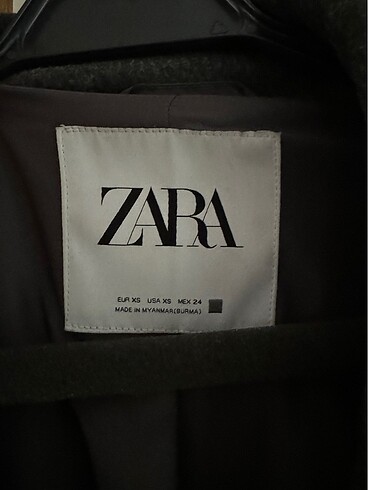 ZARA
EUR XS USA XS MEX 24
MADE IN MYANMAR(BURMA)